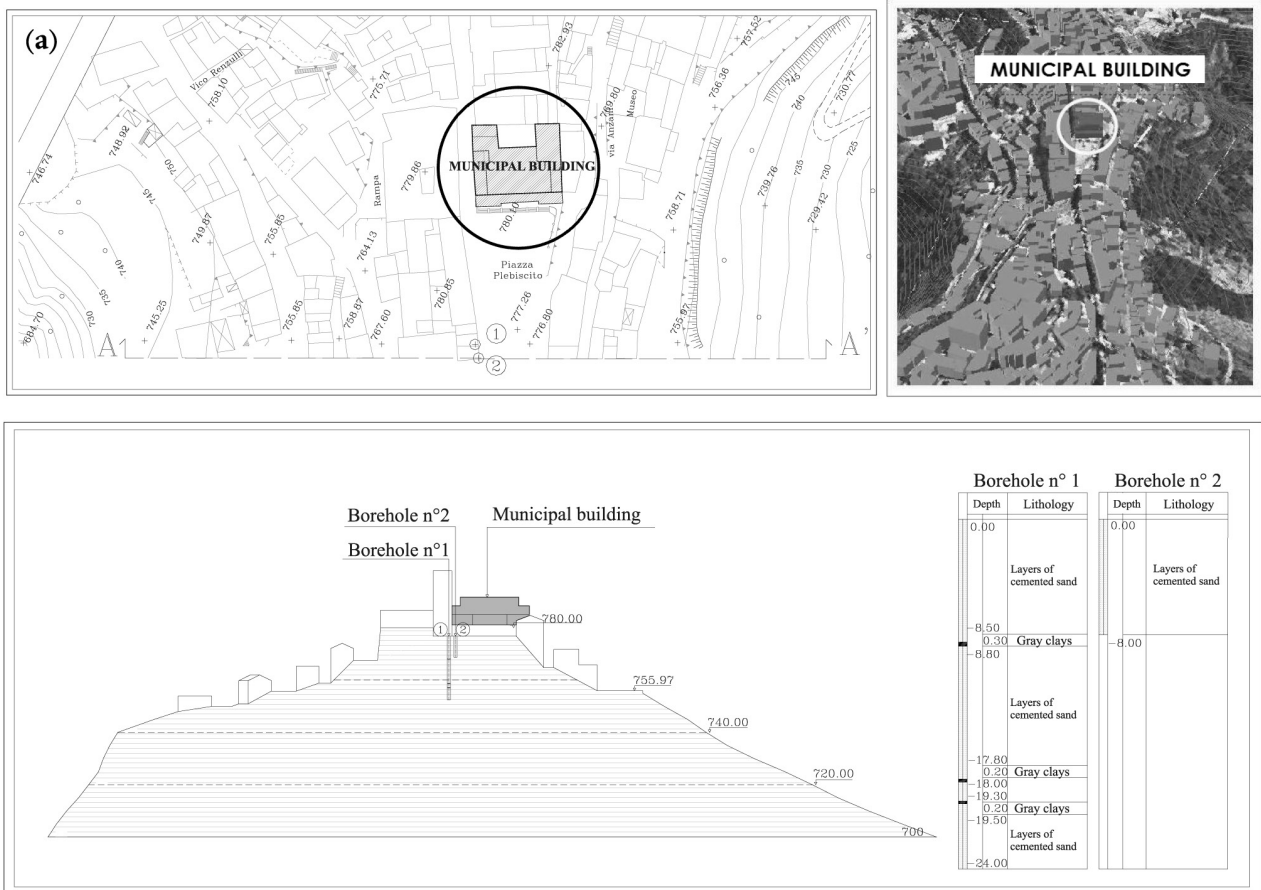 (a)
Vico Renzulli
758.10
775.71
782.93
757.52
756.36
745
740
730.77
769.80
via Anzani
Museo
746.74
748.92
750
745
749.87
755.85
Rampa
779.86
MUNICIPAL BUILDING
780.10
758.71
739.76
735
730
729.42
725
764.13
Piazza
Plebiscito
740
735
730
684.70
745.25
755.85
758.87
767.60
780.85
777.26
776.80
755.97
A
1
A'
2
MUNICIPAL BUILDING
Borehole n°2
Municipal building
Borehole n°1
1
2
780.00
755.97
740.00
720.00
700
Borehole n° 1
Depth
Lithology
0.00
Layers of
cemented sand
-8.50
0.30
Gray clays
-8.80
Layers of
cemented sand
-17.80
0.20
Gray clays
-18.00
-19.30
0.20
Gray clays
-19.50
Layers of
cemented sand
-24.00
Borehole n° 2
Depth
Lithology
0.00
Layers of
cemented sand
-8.00